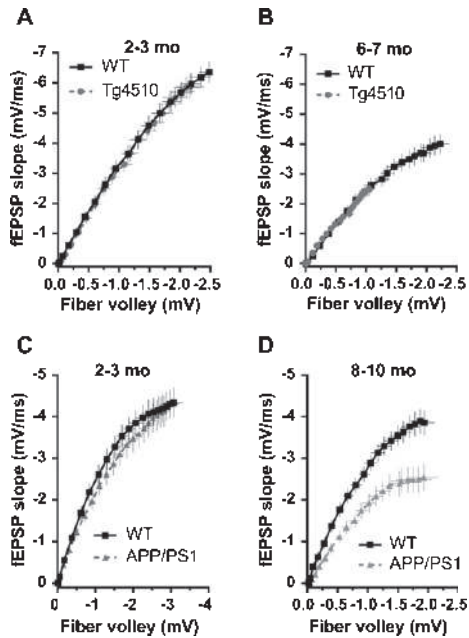 A
2-3 mo
WT
Tg4510
fEPSP slope (mV/ms)
-7
-6
-5
-4
-3
-2
-1
0
0.0 -0.5 -1.0 -1.5 -2.0 -2.5
Fiber volley (mV)
B
6-7 mo
WT
Tg4510
fEPSP slope (mV/ms)
-7
-6
-5
-4
-3
-2
-1
0
0.0 -0.5 -1.0 -1.5 -2.0 -2.5
Fiber volley (mV)
C
2-3 mo
WT
APP/PS1
fEPSP slope (mV/ms)
-5
-4
-3
-2
-1
0
0 -1 -2 -3 -4
Fiber volley (mV)
D
8-10 mo
WT
APP/PS1
fEPSP slope (mV/ms)
-5
-4
-3
-2
-1
0
0.0 -0.5 -1.0 -1.5 -2.0 -2.5
Fiber volley (mV)